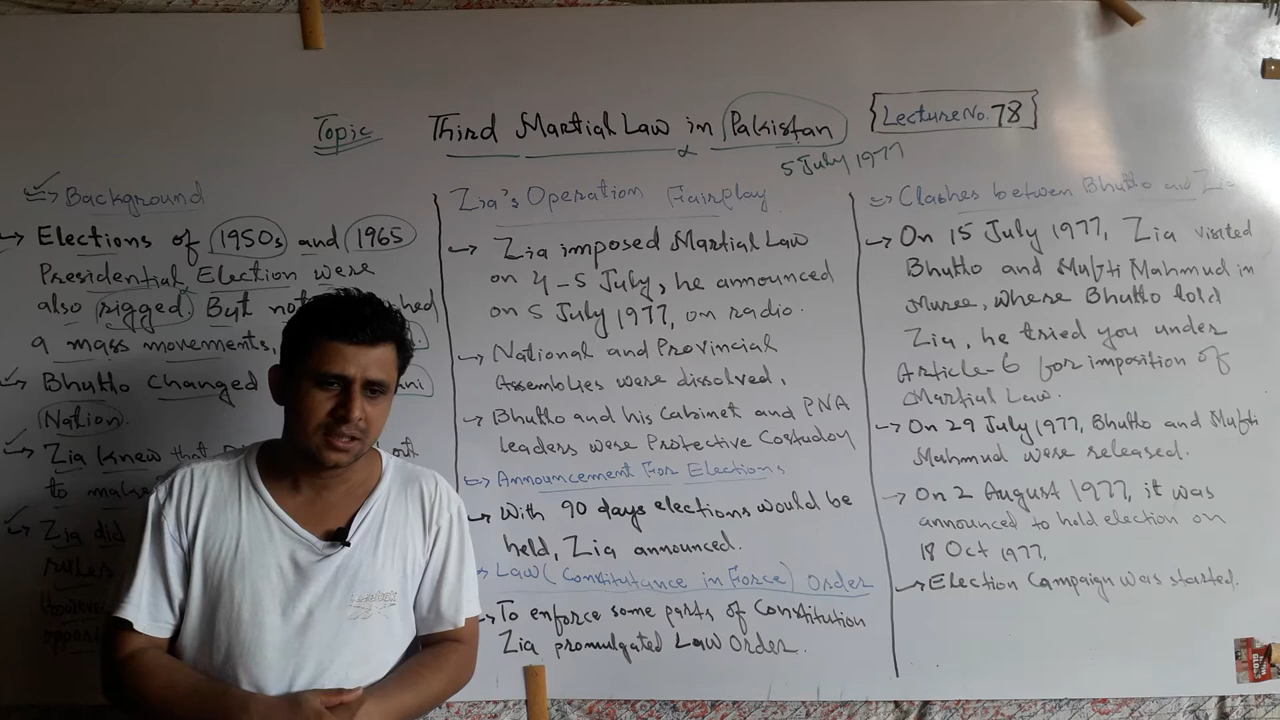 Topic Third Martial Law in Pakistan Lecture No. 78
5 July 1977
Background
Elections of 1950s and 1965
Presidential Election were
also rigged. But not
a mass movements,
Bhutto Changed
Nation.
Zia knew that
to make
Zia did
rules
However
Zia's Operation Fairplay
Zia imposed Martial Law
on 4-5 July, he announced
on 5 July 1977, on radio.
National and Provincial
Assemblies were dissolved.
Bhutto and his Cabinet and PNA
leaders were Protective Costudoy
Announcement For Elections
With 90 days elections would be
held, Zia announced.
Law (Constitutance in Force) Order
To enforce some parts of Constitution
Zia promulgated Law Order.
Clashes between Bhutto and Zia
On 15 July 1977, Zia visited
Bhutto and Mufti Mahmud in
Muree, where Bhutto told
Zia, he tried you under
Article-6 for imposition of
Martial Law.
On 29 July 1977, Bhutto and Mufti
Mahmud were released.
On 2 August 1977, it was
announced to hold election on
18 Oct 1977.
Election Campaign was started.